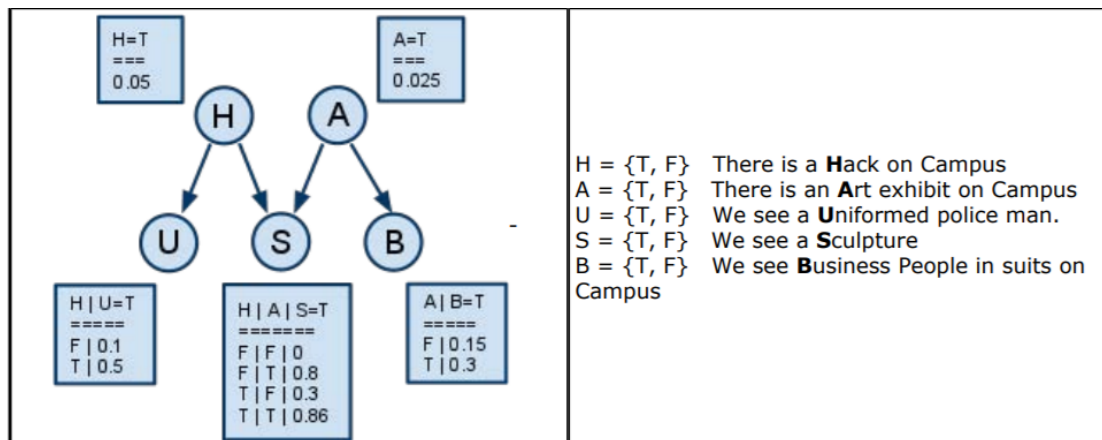 H=T
===
0.05
A=T
===
0.025
H
A
U
S
B
H | U=T
=====
F | 0.1
T | 0.5
H | A | S=T
=======
F | F | 0
F | T | 0.8
T | F | 0.3
T | T | 0.86
A | B=T
=====
F | 0.15
T | 0.3
-
H = {T, F} There is a Hack on Campus
A = {T, F} There is an Art exhibit on Campus
U = {T, F} We see a Uniformed police man.
S = {T, F} We see a Sculpture
B = {T, F} We see Business People in suits on
Campus